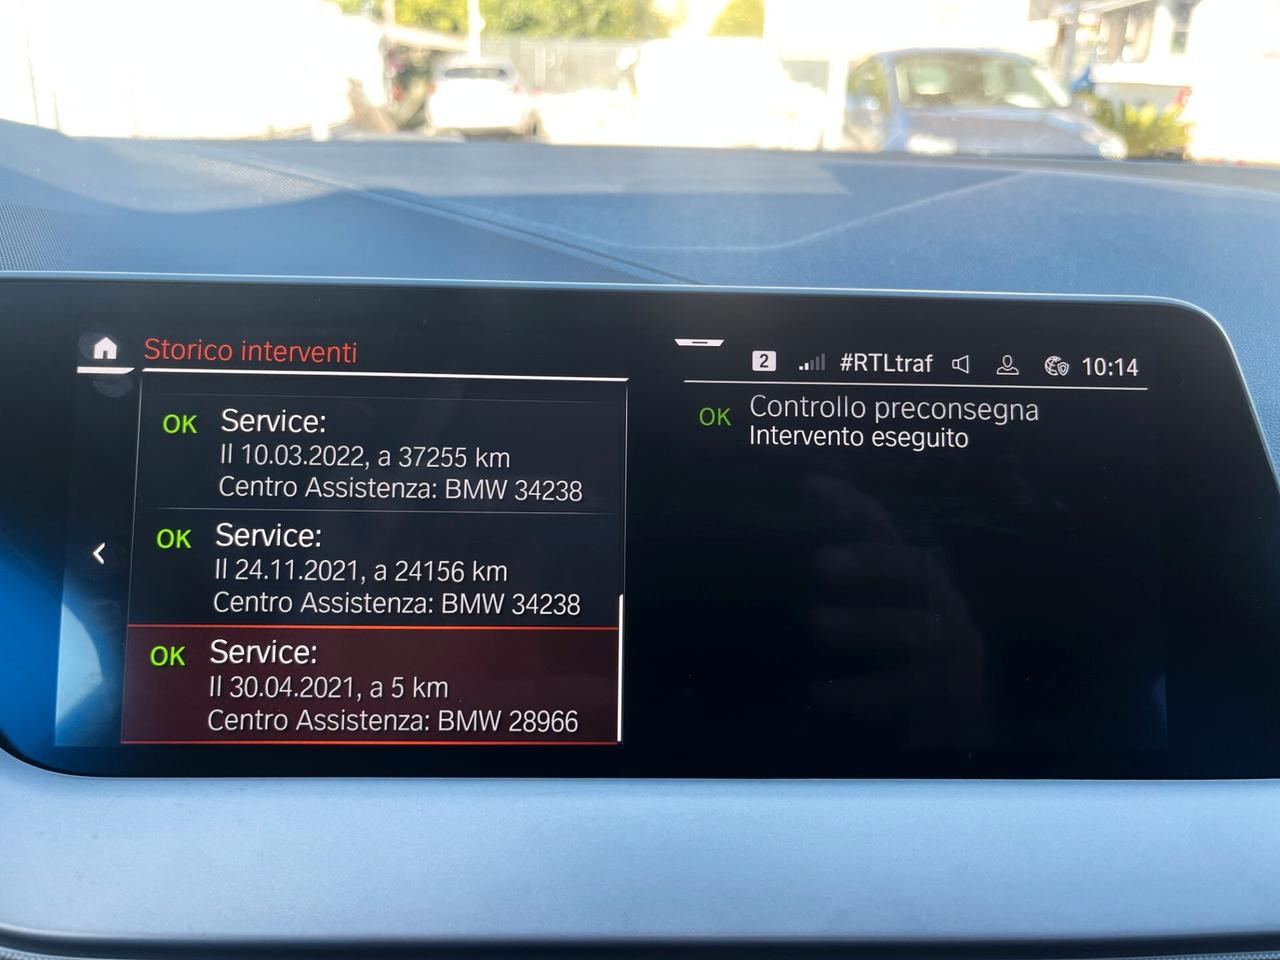 Storico interventi
2 #RTLtraf 10:14
OK Service:
Il 10.03.2022, a 37255 km
Centro Assistenza: BMW 34238
OK Service:
Il 24.11.2021, a 24156 km
Centro Assistenza: BMW 34238
OK Service:
Il 30.04.2021, a 5 km
Centro Assistenza: BMW 28966
OK Controllo preconsegna
Intervento eseguito